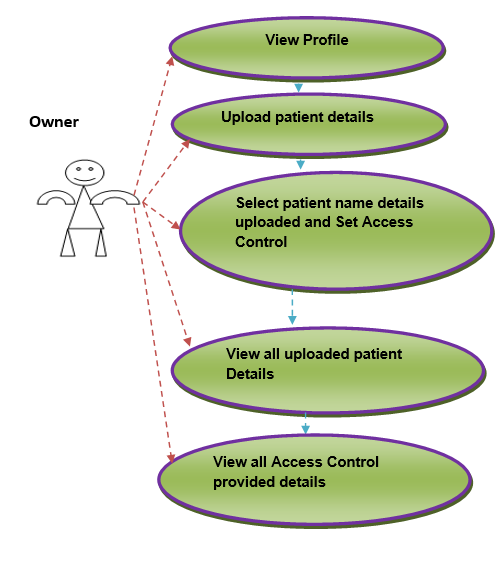 View Profile
Owner
Upload patient details
Select patient name details
uploaded and Set Access
Control
View all uploaded patient
Details
View all Access Control
provided details